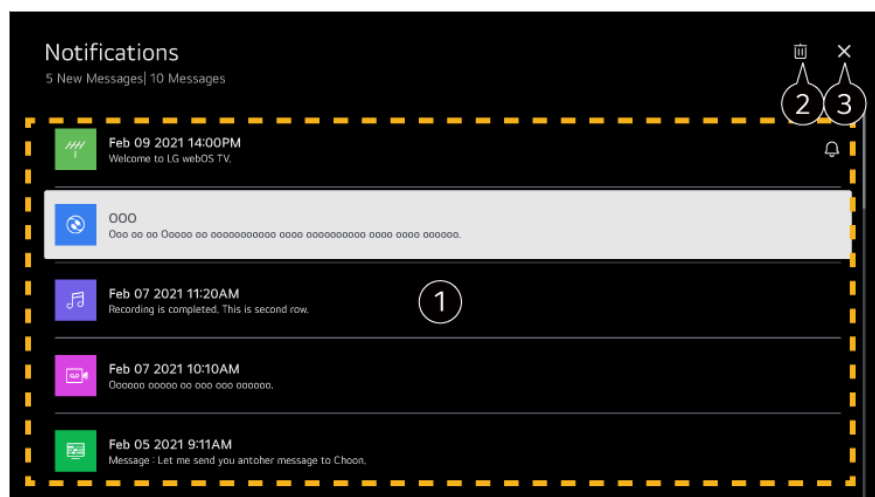 Notifications
5 New Messages| 10 Messages
2 3
Feb 09 2021 14:00PM
Welcome to LG webOS TV.
OOO
Ooo oo oo Ooooo oo ooooooooooo oooo oooooooooo oooo oooo oooooo.
Feb 07 2021 11:20AM
Recording is completed. This is second row.
1
Feb 07 2021 10:10AM
Oooooo ooooo oo ooo ooo oooooo.
Feb 05 2021 9:11AM
Message : Let me send you antoher message to Choon.